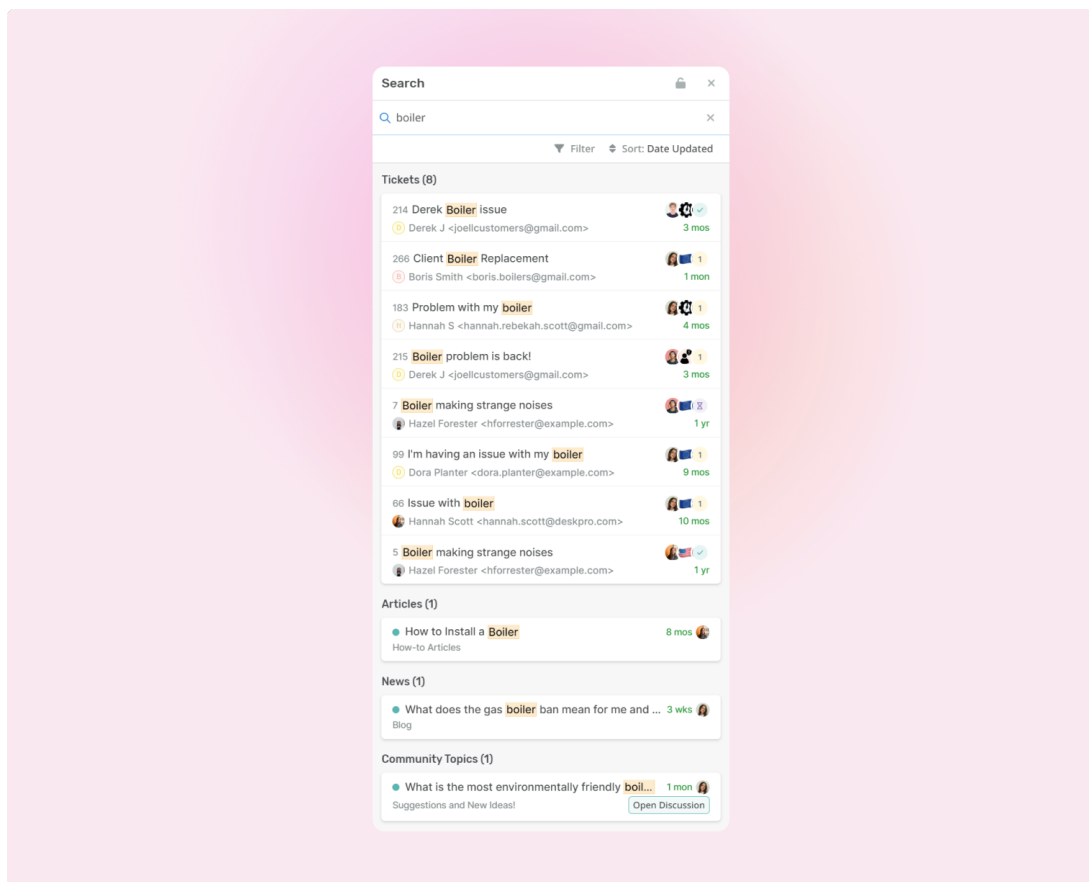 Search
boiler
Filter Sort: Date Updated
Tickets (8)
214 Derek Boiler issue
D Derek J <joellcustomers@gmail.com> 3 mos
266 Client Boiler Replacement 1
B Boris Smith <boris.boilers@gmail.com> 1 mon
183 Problem with my boiler 1
H Hannah S <hannah.rebekah.scott@gmail.com> 4 mos
215 Boiler problem is back! 1
D Derek J <joellcustomers@gmail.com> 3 mos
7 Boiler making strange noises
Hazel Forester <hforrester@example.com> 1 yr
99 I'm having an issue with my boiler 1
D Dora Planter <dora.planter@example.com> 9 mos
66 Issue with boiler 1
Hannah Scott <hannah.scott@deskpro.com> 10 mos
5 Boiler making strange noises
Hazel Forester <hforrester@example.com> 1 yr
Articles (1)
How to Install a Boiler 8 mos
How-to Articles
News (1)
What does the gas boiler ban mean for me and ... 3 wks
Blog
Community Topics (1)
What is the most environmentally friendly boil... 1 mon
Suggestions and New Ideas! Open Discussion